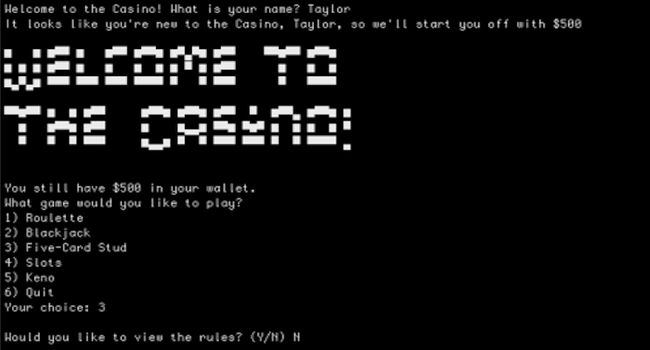 Welcome to the Casino! What is your name? Taylor
It looks like you're new to the Casino, Taylor, so we'll start you off with $500
WELCOME TO
THE CASINO!
You still have $500 in your wallet.
What game would you like to play?
1) Roulette
2) Blackjack
3) Five-Card Stud
4) Slots
5) Keno
6) Quit
Your choice: 3
Would you like to view the rules? (Y/N) N